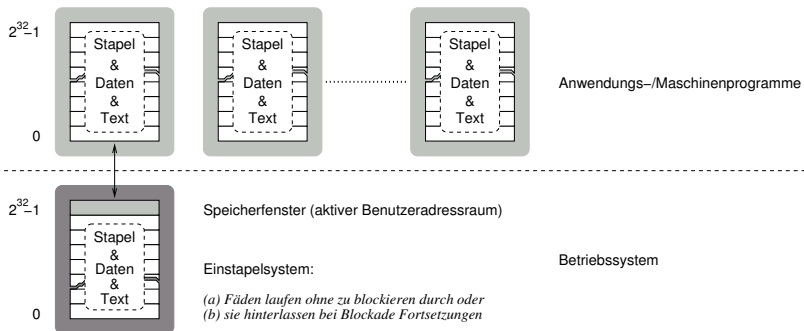 2^32−1
Stapel
&
Daten
&
Text
0
Stapel
&
Daten
&
Text
Stapel
&
Daten
&
Text
Anwendungs−/Maschinenprogramme
2^32−1
Stapel
&
Daten
&
Text
0
Speicherfenster (aktiver Benutzeradressraum)
Einstapelsystem:
(a) Fäden laufen ohne zu blockieren durch oder
(b) sie hinterlassen bei Blockade Fortsetzungen
Betriebssystem